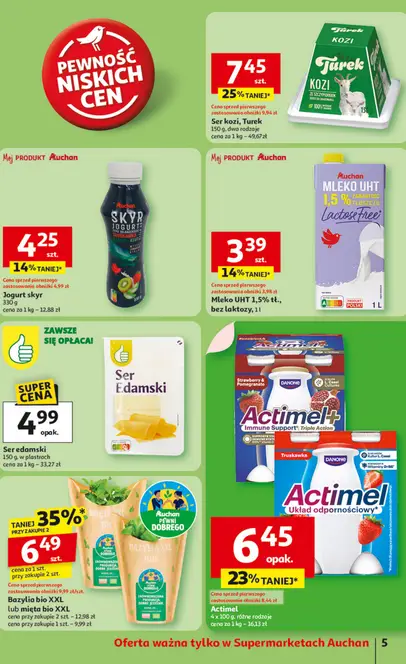 PEWNOŚĆ
NISKICH
CEN
7 45
szt.
25% TANIEJ*
Cena sprzed pierwszego
zastosowania obniżki 9,94 zł
Ser kozi, Turek
150 g, dwa rodzaje
cena za 1 kg – 49,67 zł
Turek
KOZI
Mój PRODUKT Auchan
4 25
szt.
14% TANIEJ*
Cena sprzed pierwszego
zastosowania obniżki 4,99 zł
Jogurt skyr
330 g
cena za 1 kg – 12,88 zł
Auchan
SKYR
JOGURT
Mój PRODUKT Auchan
3 39
szt.
14% TANIEJ*
Cena sprzed pierwszego
zastosowania obniżki 3,98 zł
Mleko UHT 1,5% tł.,
bez laktozy, 1 l
Auchan
MLEKO UHT
1,5%
Lactose Free
1 L
ZAWSZE
SIĘ OPŁACA!
SUPER
CENA
4 99
opak.
Ser edamski
150 g, w plastrach
cena za 1 kg – 33,27 zł
Ser
Edamski
TANIEJ 35%*
PRZY ZAKUPIE 2
6 49
cena za 1 szt.
przy zakupie 2 szt.
Cena sprzed pierwszego
zastosowania obniżki 9,99 zł/szt.
Bazylia bio XXL
lub mięta bio XXL
cena przy zakupie 2 szt. – 12,98 zł
cena przy zakupie 1 szt. – 9,99 zł
Auchan
PEWNI
DOBREGO
Strawberry &
Pomegranate
DANONE
Actimel+
Immune Support* Triple Action
Truskawka
DANONE
Actimel
Układ odpornościowy*
6 45
opak.
23% TANIEJ*
Cena sprzed pierwszego
zastosowania obniżki 8,44 zł
Actimel
4 x 100 g, różne rodzaje
cena za 1 kg – 16,13 zł
Oferta ważna tylko w Supermarketach Auchan
5